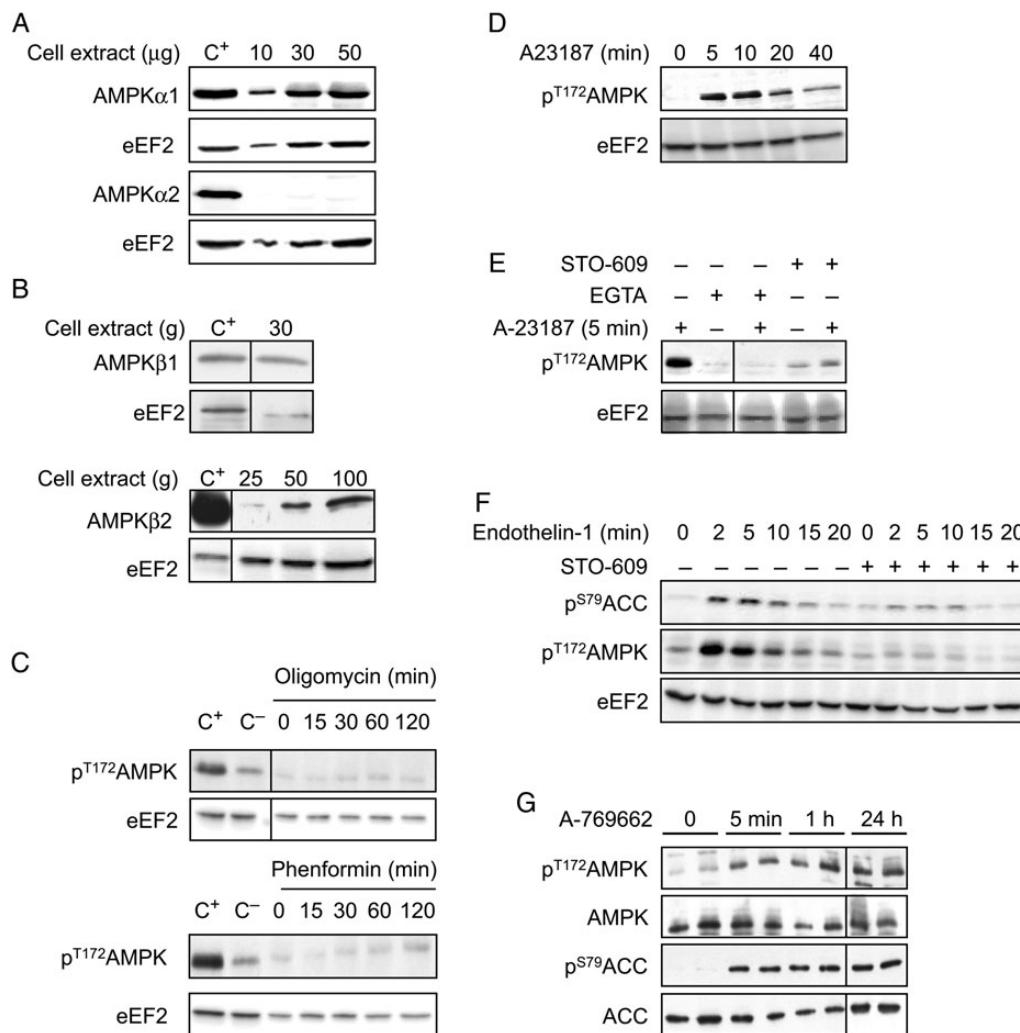 A
Cell extract (µg) C⁺ 10 30 50
AMPKα1
eEF2
AMPKα2
eEF2
B
Cell extract (g) C⁺ 30
AMPKβ1
eEF2
Cell extract (g) C⁺ 25 50 100
AMPKβ2
eEF2
C
Oligomycin (min)
C⁺ C⁻ 0 15 30 60 120
pᵀ¹⁷²AMPK
eEF2
Phenformin (min)
C⁺ C⁻ 0 15 30 60 120
pᵀ¹⁷²AMPK
eEF2
D
A23187 (min) 0 5 10 20 40
pᵀ¹⁷²AMPK
eEF2
E
STO-609 – – – + +
EGTA – + + – –
A-23187 (5 min) + – + – +
pᵀ¹⁷²AMPK
eEF2
F
Endothelin-1 (min) 0 2 5 10 15 20 0 2 5 10 15 20
STO-609 – – – – – – + + + + + +
pˢ⁷⁹ACC
pᵀ¹⁷²AMPK
eEF2
G
A-769662 0 5 min 1 h 24 h
pᵀ¹⁷²AMPK
AMPK
pˢ⁷⁹ACC
ACC